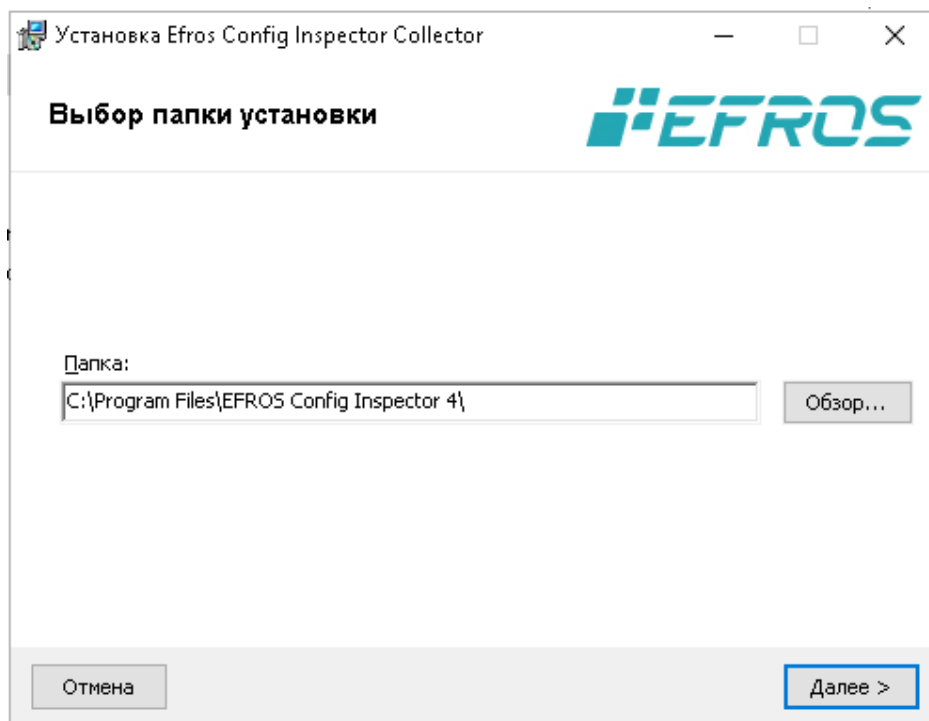 Установка Efros Config Inspector Collector
Выбор папки установки
EFROS
Папка:
C:\Program Files\EFROS Config Inspector 4\
Обзор...
Отмена
Далее >